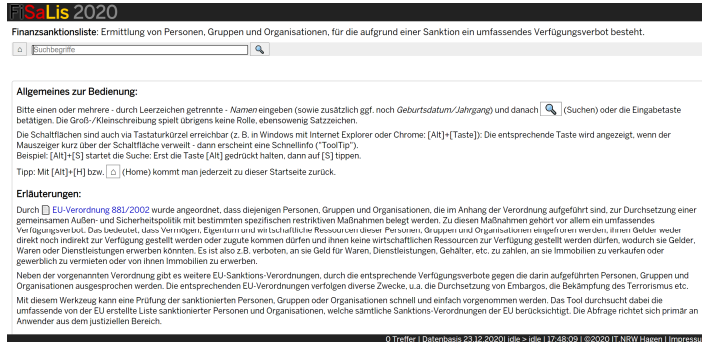 FiSaLis 2020
Finanzsanktionsliste: Ermittlung von Personen, Gruppen und Organisationen, für die aufgrund einer Sanktion ein umfassendes Verfügungsverbot besteht.
Suchbegriffe
Allgemeines zur Bedienung:
Bitte einen oder mehrere - durch Leerzeichen getrennte - Namen eingeben (sowie zusätzlich ggf. noch Geburtsdatum/Jahrgang) und danach (Suchen) oder die Eingabetaste
betätigen. Die Groß-/Kleinschreibung spielt übrigens keine Rolle, ebensowenig Satzzeichen.
Die Schaltflächen sind auch via Tastaturkürzel erreichbar (z. B. in Windows mit Internet Explorer oder Chrome: [Alt]+[Taste]): Die entsprechende Taste wird angezeigt, wenn der
Mauszeiger kurz über der Schaltfläche verweilt - dann erscheint eine Schnellinfo ("ToolTip").
Beispiel: [Alt]+[S] startet die Suche: Erst die Taste [Alt] gedrückt halten, dann auf [S] tippen.
Tipp: Mit [Alt]+[H] bzw. (Home) kommt man jederzeit zu dieser Startseite zurück.
Erläuterungen:
Durch EU-Verordnung 881/2002 wurde angeordnet, dass diejenigen Personen, Gruppen und Organisationen, die im Anhang der Verordnung aufgeführt sind, zur Durchsetzung einer
gemeinsamen Außen- und Sicherheitspolitik mit bestimmten spezifischen restriktiven Maßnahmen belegt werden. Zu diesen Maßnahmen gehört vor allem ein umfassendes
Verfügungsverbot. Das bedeutet, dass Vermögen, Eigentum und wirtschaftliche Ressourcen dieser Personen, Gruppen und Organisationen eingefroren werden, ihnen Gelder weder
direkt noch indirekt zur Verfügung gestellt werden oder zugute kommen dürfen und ihnen keine wirtschaftlichen Ressourcen zur Verfügung gestellt werden dürfen, wodurch sie Gelder,
Waren oder Dienstleistungen erwerben könnten. Es ist also z.B. verboten, an sie Geld für Waren, Dienstleistungen, Gehälter, etc. zu zahlen, an sie Immobilien zu verkaufen oder
gewerblich zu vermieten oder von ihnen Immobilien zu erwerben.
Neben der vorgenannten Verordnung gibt es weitere EU-Sanktions-Verordnungen, durch die entsprechende Verfügungsverbote gegen die darin aufgeführten Personen, Gruppen und
Organisationen ausgesprochen werden. Die entsprechenden EU-Verordnungen verfolgen diverse Zwecke, u.a. die Durchsetzung von Embargos, die Bekämpfung des Terrorismus etc.
Mit diesem Werkzeug kann eine Prüfung der sanktionierten Personen, Gruppen oder Organisationen schnell und einfach vorgenommen werden. Das Tool durchsucht dabei die
umfassende von der EU erstellte Liste sanktionierter Personen und Organisationen, welche sämtliche Sanktions-Verordnungen der EU berücksichtigt. Die Abfrage richtet sich primär an
Anwender aus dem justiziellen Bereich.
0 Treffer | Datenbasis 23.12.2020| idle > idle | 17:48:09 | ©2020 IT.NRW Hagen | Impressu